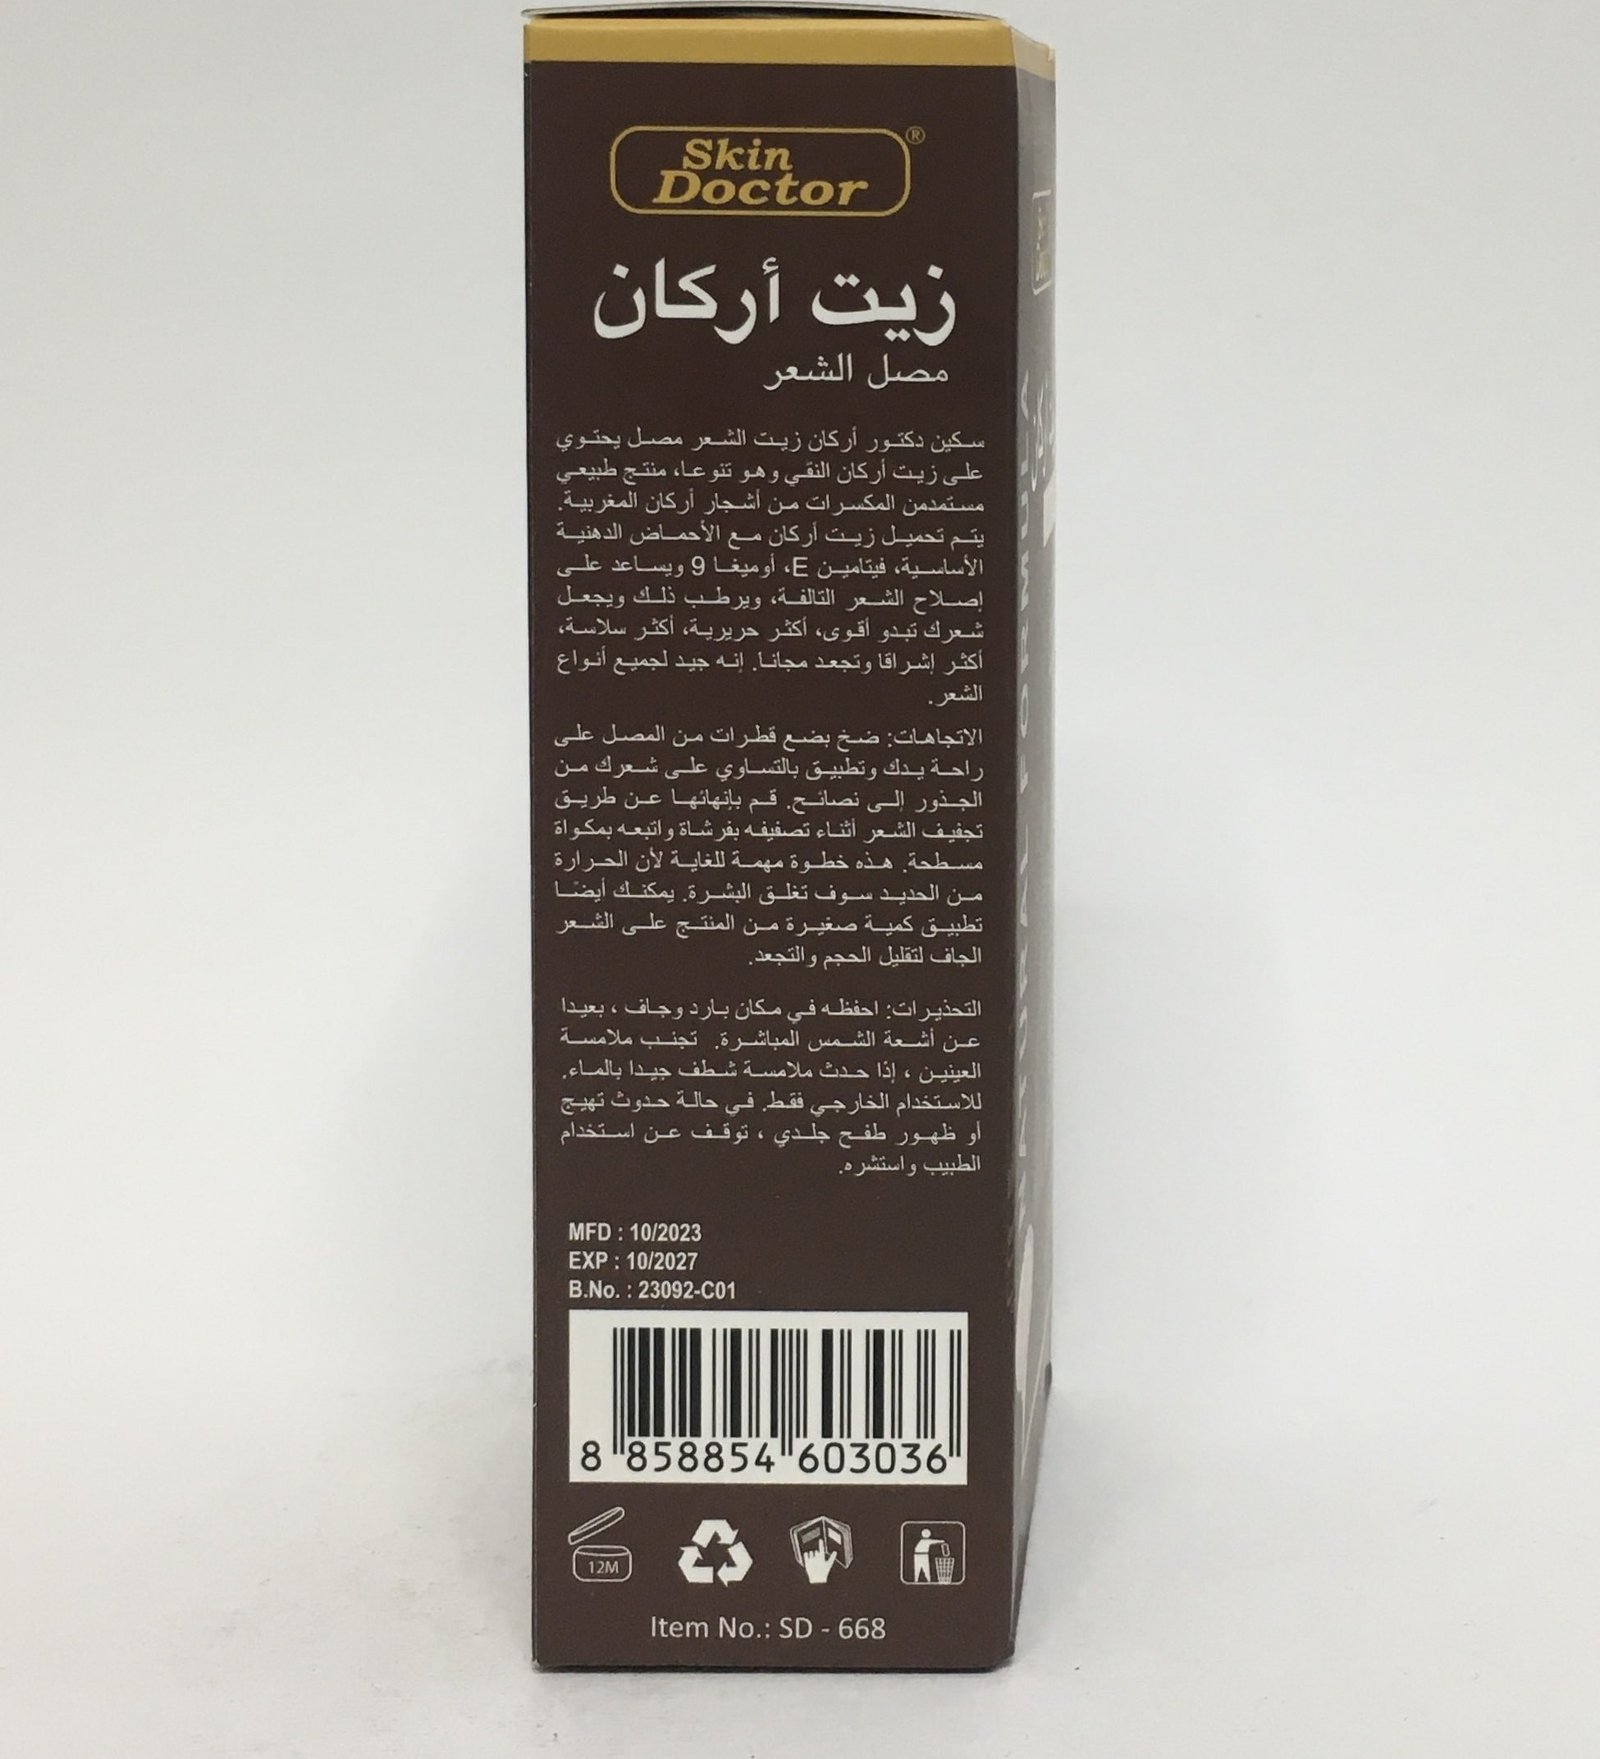 Skin
Doctor
®
زيت أركان
مصل الشعر
سكين دكتور أركان زيت الشعر مصل يحتوي
على زيت أركان النقي وهو تنوعا، منتج طبيعي
مستمدمن المكسرات من أشجار أركان المغربية.
يتم تحميل زيت أركان مع الأحماض الدهنية
الأساسية، فيتامين E، أوميغا 9 ويساعد على
إصلاح الشعر التالفة، ويرطب ذلك ويجعل
شعرك تبدو أقوى، أكثر حريرية، أكثر سلاسة،
أكثر إشراقا وتجعد مجانا. إنه جيد لجميع أنواع
الشعر.
الاتجاهات: ضخ بضع قطرات من المصل على
راحة يدك وتطبيق بالتساوي على شعرك من
الجذور إلى نصائح. قم بإنهائها عن طريق
تجفيف الشعر أثناء تصفيفه بفرشاة واتبعه بمكواة
مسطحة. هذه خطوة مهمة للغاية لأن الحرارة
من الحديد سوف تغلق البشرة. يمكنك أيضًا
تطبيق كمية صغيرة من المنتج على الشعر
الجاف لتقليل الحجم والتجعد.
التحذيرات: احفظه في مكان بارد وجاف ، بعيدا
عن أشعة الشمس المباشرة. تجنب ملامسة
العينين ، إذا حدث ملامسة شطف جيدا بالماء.
للاستخدام الخارجي فقط. في حالة حدوث تهيج
أو ظهور طفح جلدي ، توقف عن استخدام
الطبيب واستشره.
MFD : 10/2023
EXP : 10/2027
B.No. : 23092-C01
8 858854 603036
12M
Item No.: SD - 668
NATURAL FORMULA